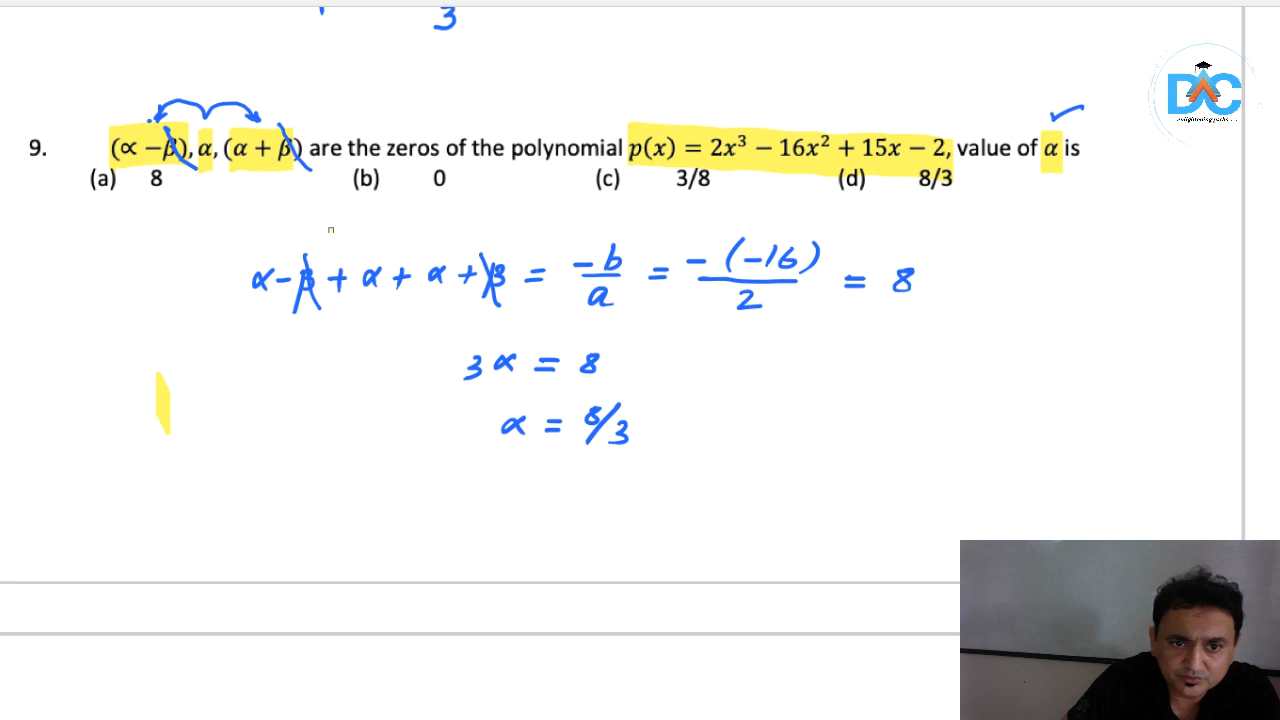 3
DAC
9. (∝ −β), α, (α + β) are the zeros of the polynomial p(x) = 2x³ − 16x² + 15x − 2, value of α is
(a) 8 (b) 0 (c) 3/8 (d) 8/3
α - β + α + α + β = -b/a = -(-16)/2 = 8
3α = 8
α = 8/3